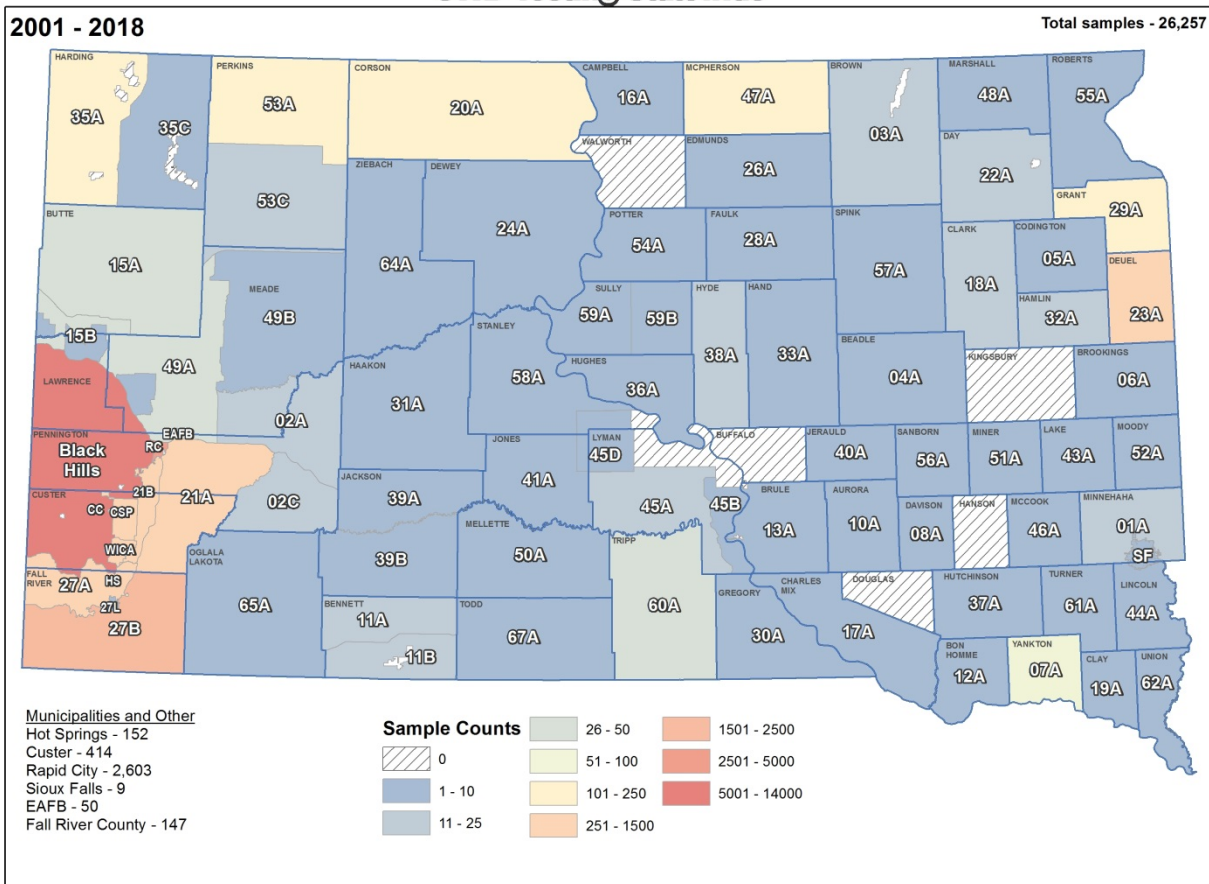 2001 - 2018
Total samples - 26,257
HARDING
35A
35C
PERKINS
53A
53C
CORSON
20A
CAMPBELL
16A
MCPHERSON
47A
BROWN
03A
MARSHALL
48A
ROBERTS
55A
WALWORTH
EDMUNDS
26A
DAY
22A
GRANT
29A
BUTTE
15A
15B
MEADE
49B
49A
ZIEBACH
64A
DEWEY
24A
POTTER
54A
FAULK
28A
SPINK
57A
CLARK
18A
CODINGTON
05A
HAMLIN
32A
DEUEL
23A
SULLY
59A
59B
HYDE
38A
HAND
33A
STANLEY
58A
HUGHES
36A
BEADLE
04A
KINGSBURY
BROOKINGS
06A
LAWRENCE
HAAKON
31A
02A
EAFB
PENNINGTON
Black
Hills
RC
21B
21A
02C
JACKSON
39A
39B
JONES
41A
LYMAN
45D
45A
45B
BUFFALO
JERAULD
40A
SANBORN
56A
MINER
51A
LAKE
43A
MOODY
52A
CUSTER
CC
CSP
WICA
BRULE
13A
AURORA
10A
DAVISON
08A
HANSON
MCCOOK
46A
MINNEHAHA
01A
SF
MELLETTE
50A
TRIPP
60A
FALL
RIVER
27A
HS
27L
27B
OGLALA
LAKOTA
65A
BENNETT
11A
11B
TODD
67A
GREGORY
30A
CHARLES
MIX
17A
DOUGLAS
HUTCHINSON
37A
TURNER
61A
LINCOLN
44A
BON
HOMME
12A
YANKTON
07A
CLAY
19A
UNION
62A
Municipalities and Other
Hot Springs - 152
Custer - 414
Rapid City - 2,603
Sioux Falls - 9
EAFB - 50
Fall River County - 147
Sample Counts
0
1 - 10
11 - 25
26 - 50
51 - 100
101 - 250
251 - 1500
1501 - 2500
2501 - 5000
5001 - 14000